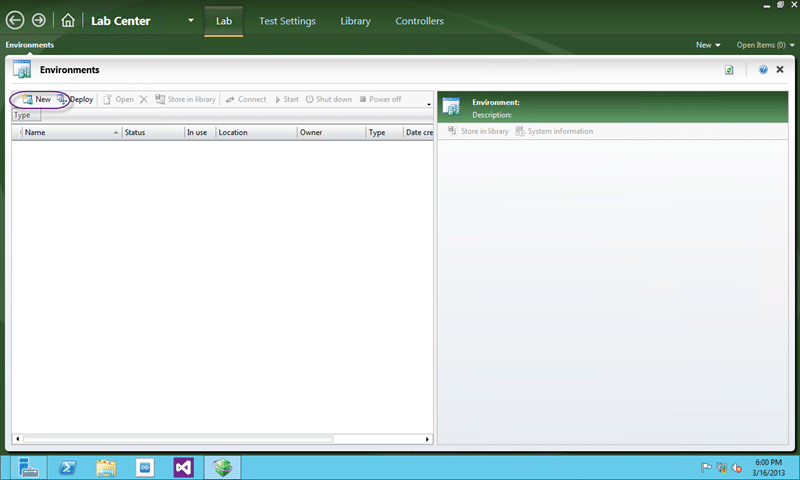 Lab Center Lab Test Settings Library Controllers
Environments New Open Items (0)
Environments
New Deploy Open Store in library Connect Start Shut down Power off
Type
Name Status In use Location Owner Type Date cre
Environment:
Description:
Store in library System information
6:00 PM
3/16/2013